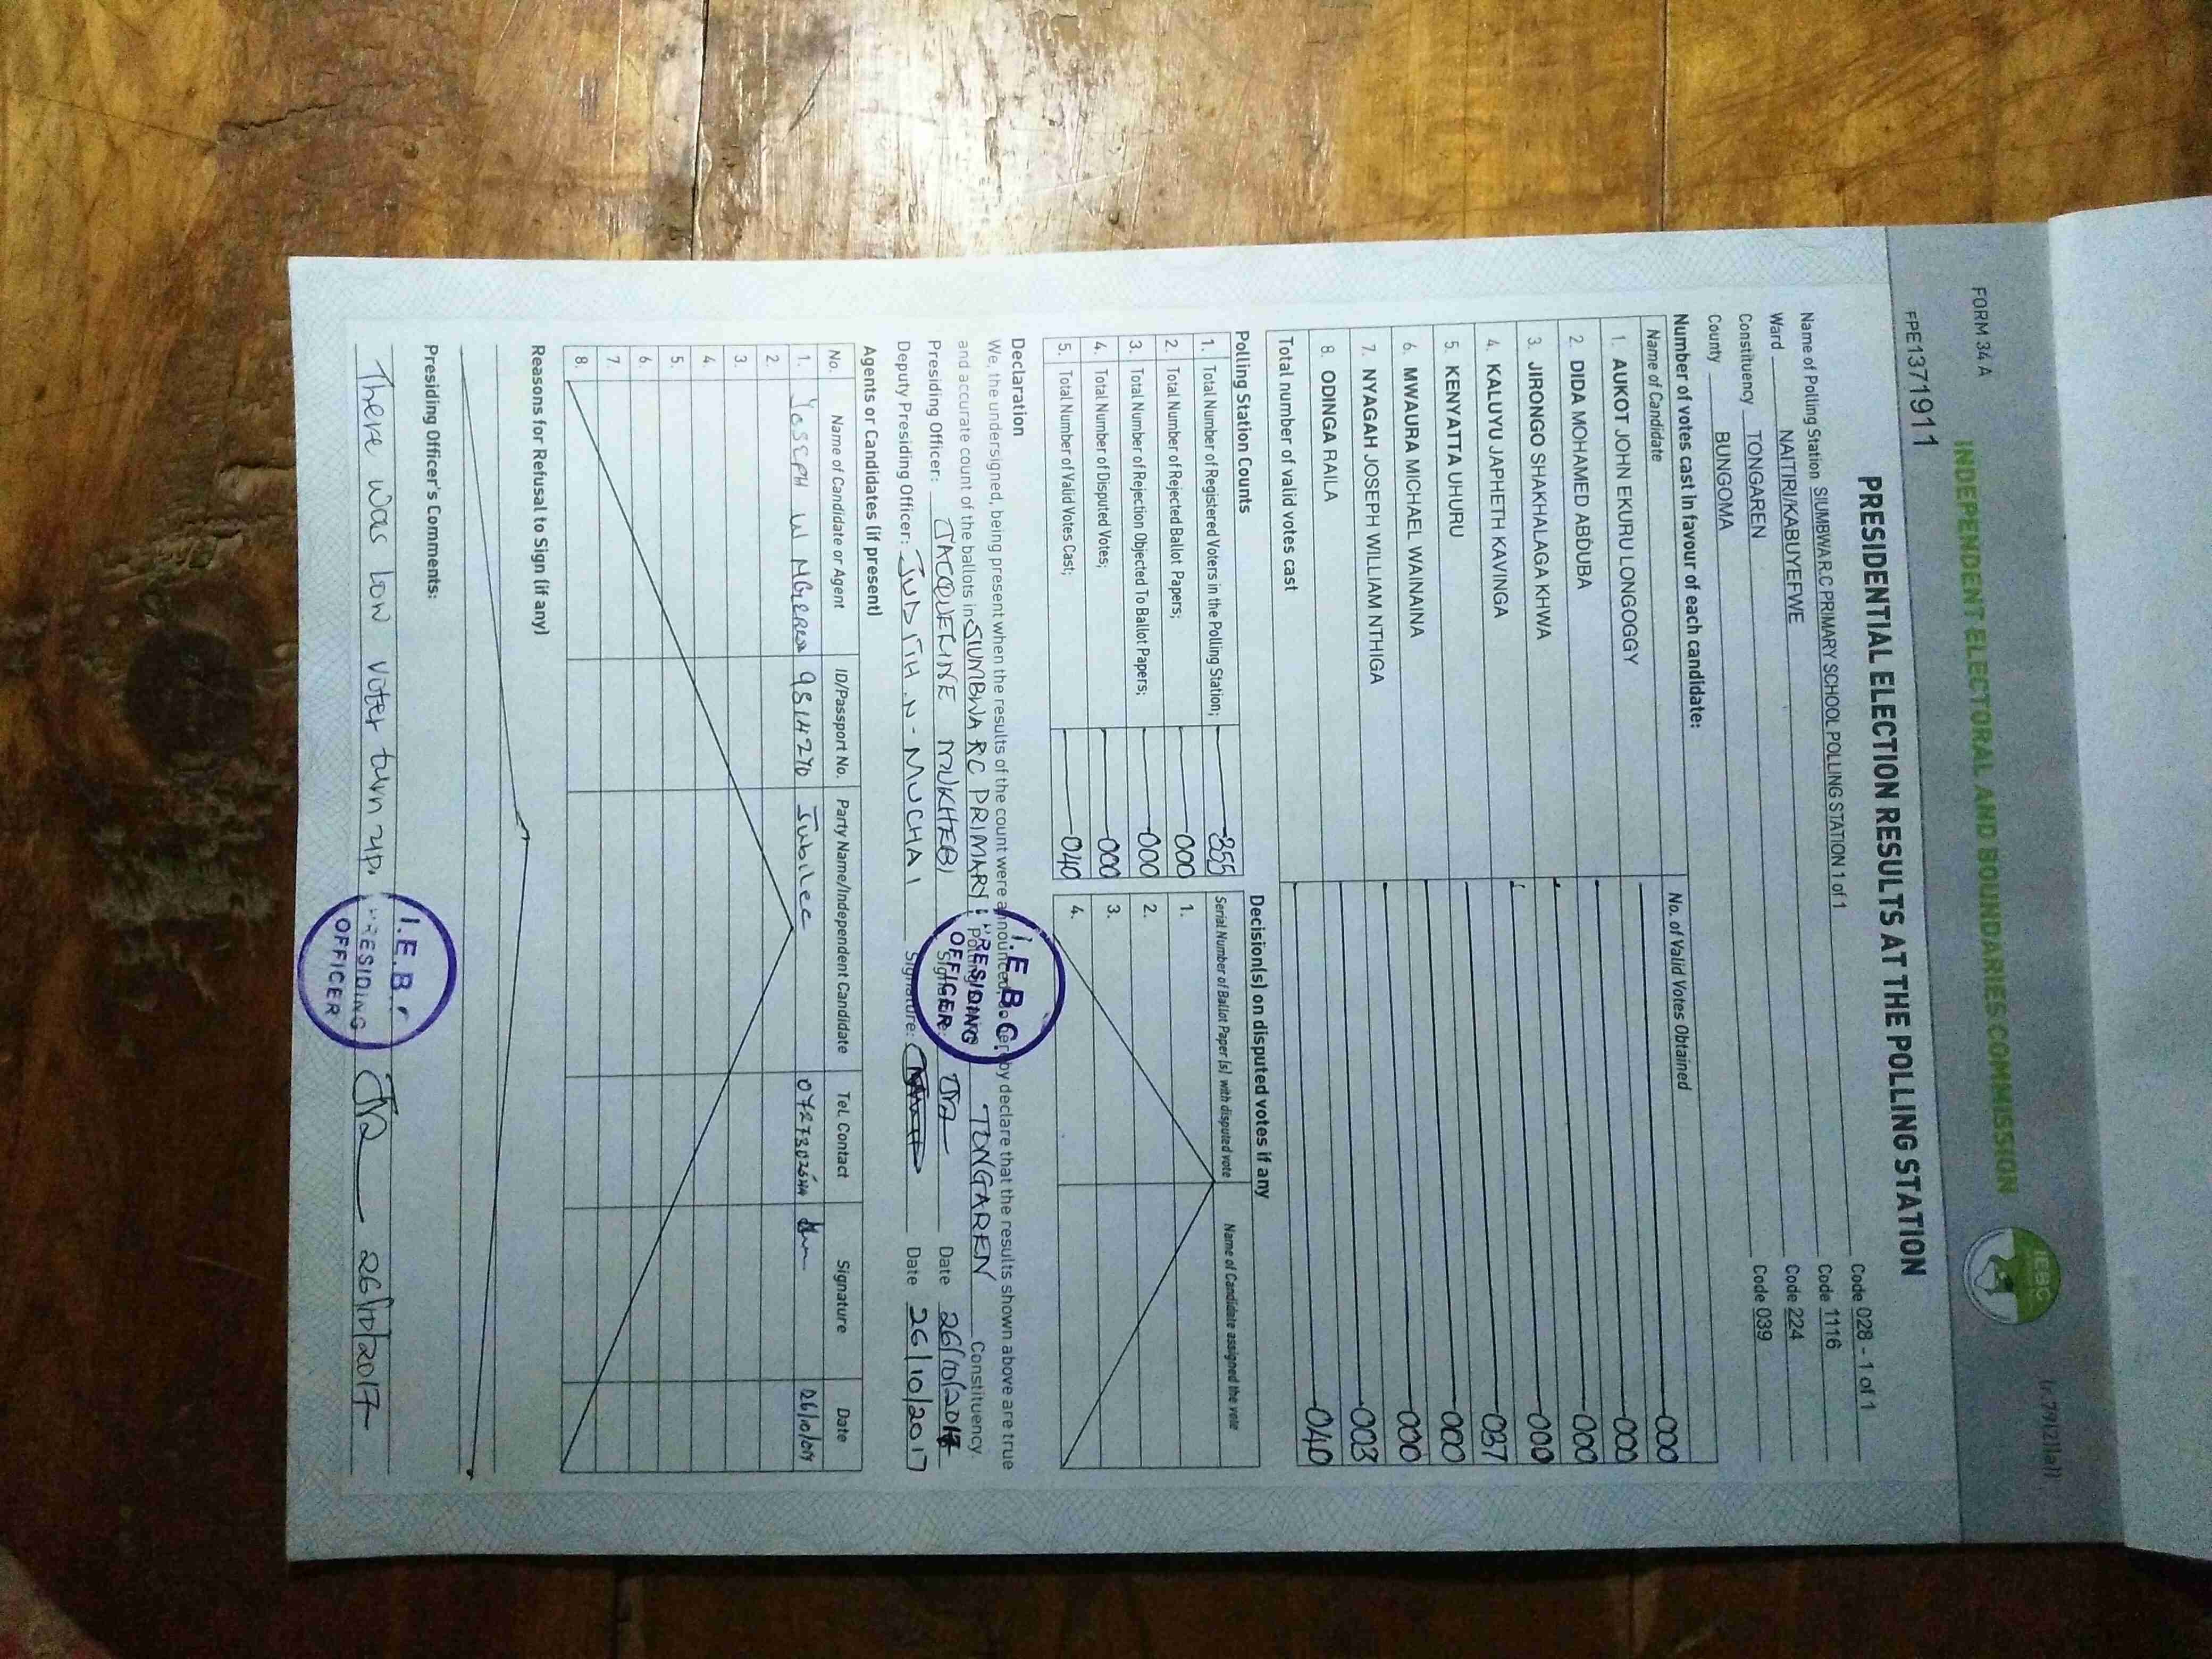 FORM 34 A
(r.79(2)(a))
INDEPENDENT ELECTORAL AND BOUNDARIES COMMISSION
IEBC
FPE1371911
PRESIDENTIAL ELECTION RESULTS AT THE POLLING STATION
Name of Polling Station SIUMBWA R.C PRIMARY SCHOOL POLLING STATION 1 of 1 Code 028 - 1 of 1
Ward NAITIRI/KABUYEFWE Code 1116
Constituency TONGAREN Code 224
County BUNGOMA Code 039
Number of votes cast in favour of each candidate:
Name of Candidate No. of Valid Votes Obtained
1. AUKOT JOHN EKURU LONGOGGY 000
2. DIDA MOHAMED ABDUBA 000
3. JIRONGO SHAKHALAGA KHWA 000
4. KALUYU JAPHETH KAVINGA 000
5. KENYATTA UHURU 037
6. MWAURA MICHAEL WAINAINA 000
7. NYAGAH JOSEPH WILLIAM NTHIGA 000
8. ODINGA RAILA 003
Total number of valid votes cast 040
Polling Station Counts
1. Total Number of Registered Voters in the Polling Station; 355
2. Total Number of Rejected Ballot Papers; 000
3. Total Number of Rejection Objected To Ballot Papers; 000
4. Total Number of Disputed Votes; 000
5. Total Number of Valid Votes Cast; 040
Decision(s) on disputed votes if any
Serial Number of Ballot Paper (s) with disputed vote Name of Candidate assigned the vote
1.
2.
3.
4.
Declaration
We, the undersigned, being present when the results of the count were announced, do hereby declare that the results shown above are true
and accurate count of the ballots in SIUMBWA RC PRIMARY Polling TONGAREN Constituency.
Presiding Officer: JACQUELINE MUKHEBI Signature: Date 26/10/2017
Deputy Presiding Officer: JUDITH .N - MUCHAI Signature: Date 26/10/2017
I.E.B.C.
PRESIDING
OFFICER
Agents or Candidates (if present)
No. Name of Candidate or Agent ID/Passport No. Party Name/Independent Candidate Tel. Contact Signature Date
1. JOSEPH W 9314270 Jubilee
2.
3.
4.
5.
6.
7.
8.
Reasons for Refusal to Sign (if any)
Presiding Officer's Comments:
There was low voter turn up. 26/10/2017
I.E.B.C
PRESIDING
OFFICER